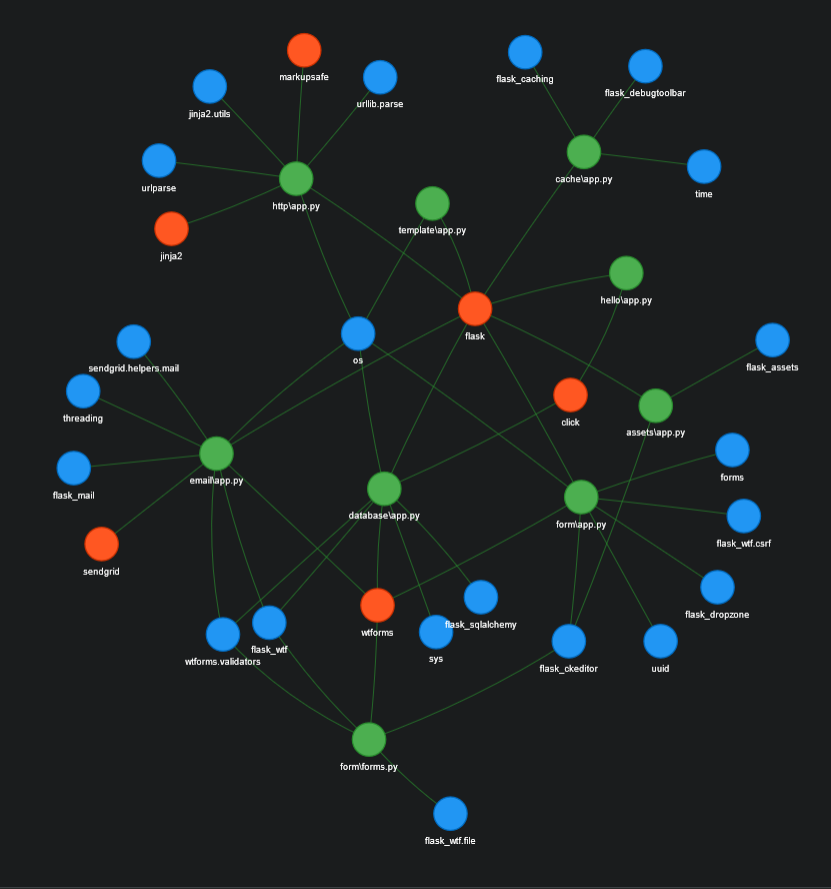 markupsafe
flask_caching
flask_debugtoolbar
jinja2.utils
urllib.parse
urlparse
http\app.py
cache\app.py
time
template\app.py
jinja2
hello\app.py
flask
os
sendgrid.helpers.mail
flask_assets
threading
click
assets\app.py
email\app.py
forms
flask_mail
database\app.py
form\app.py
flask_wtf.csrf
sendgrid
flask_dropzone
flask_sqlalchemy
wtforms
flask_wtf
wtforms.validators
sys
flask_ckeditor
uuid
form\forms.py
flask_wtf.file